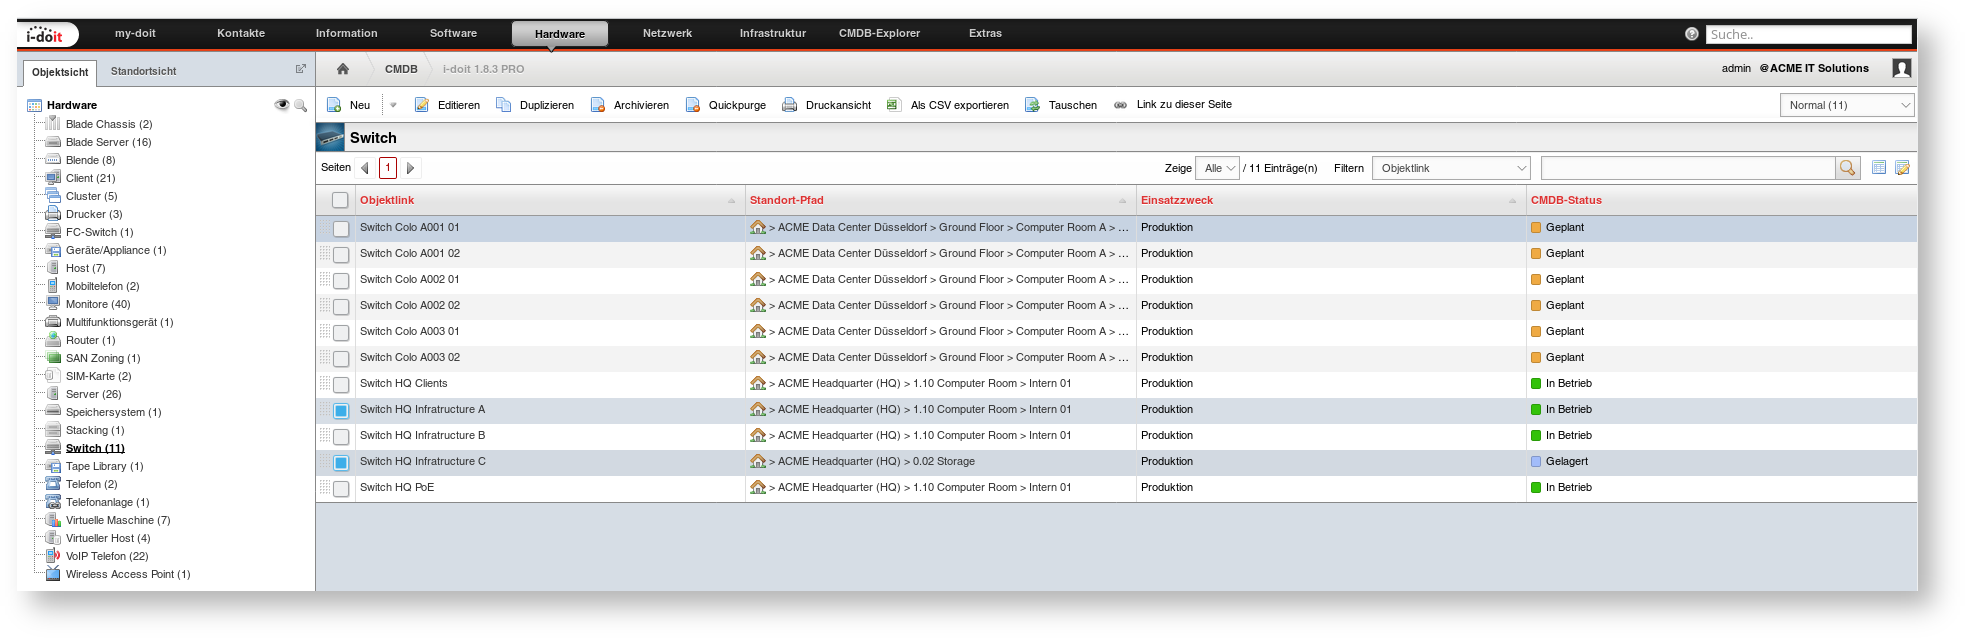 i-doit my-doit Kontakte Information Software Hardware Netzwerk Infrastruktur CMDB-Explorer Extras ? Suche..
Objektsicht Standortsicht
CMDB i-doit 1.8.3 PRO admin @ACME IT Solutions
Neu Editieren Duplizieren Archivieren Quickpurge Druckansicht Als CSV exportieren Tauschen Link zu dieser Seite Normal (11)
Hardware
Blade Chassis (2)
Blade Server (16)
Blende (8)
Client (21)
Cluster (5)
Drucker (3)
FC-Switch (1)
Geräte/Appliance (1)
Host (7)
Mobiltelefon (2)
Monitore (40)
Multifunktionsgerät (1)
Router (1)
SAN Zoning (1)
SIM-Karte (2)
Server (26)
Speichersystem (1)
Stacking (1)
Switch (11)
Tape Library (1)
Telefon (2)
Telefonanlage (1)
Virtuelle Maschine (7)
Virtueller Host (4)
VoIP Telefon (22)
Wireless Access Point (1)
Switch
Seiten 1 Zeige Alle / 11 Einträge(n) Filtern Objektlink
Objektlink Standort-Pfad Einsatzzweck CMDB-Status
Switch Colo A001 01 > ACME Data Center Düsseldorf > Ground Floor > Computer Room A > ... Produktion Geplant
Switch Colo A001 02 > ACME Data Center Düsseldorf > Ground Floor > Computer Room A > ... Produktion Geplant
Switch Colo A002 01 > ACME Data Center Düsseldorf > Ground Floor > Computer Room A > ... Produktion Geplant
Switch Colo A002 02 > ACME Data Center Düsseldorf > Ground Floor > Computer Room A > ... Produktion Geplant
Switch Colo A003 01 > ACME Data Center Düsseldorf > Ground Floor > Computer Room A > ... Produktion Geplant
Switch Colo A003 02 > ACME Data Center Düsseldorf > Ground Floor > Computer Room A > ... Produktion Geplant
Switch HQ Clients > ACME Headquarter (HQ) > 1.10 Computer Room > Intern 01 Produktion In Betrieb
Switch HQ Infratructure A > ACME Headquarter (HQ) > 1.10 Computer Room > Intern 01 Produktion In Betrieb
Switch HQ Infratructure B > ACME Headquarter (HQ) > 1.10 Computer Room > Intern 01 Produktion In Betrieb
Switch HQ Infratructure C > ACME Headquarter (HQ) > 0.02 Storage Produktion Gelagert
Switch HQ PoE > ACME Headquarter (HQ) > 1.10 Computer Room > Intern 01 Produktion In Betrieb